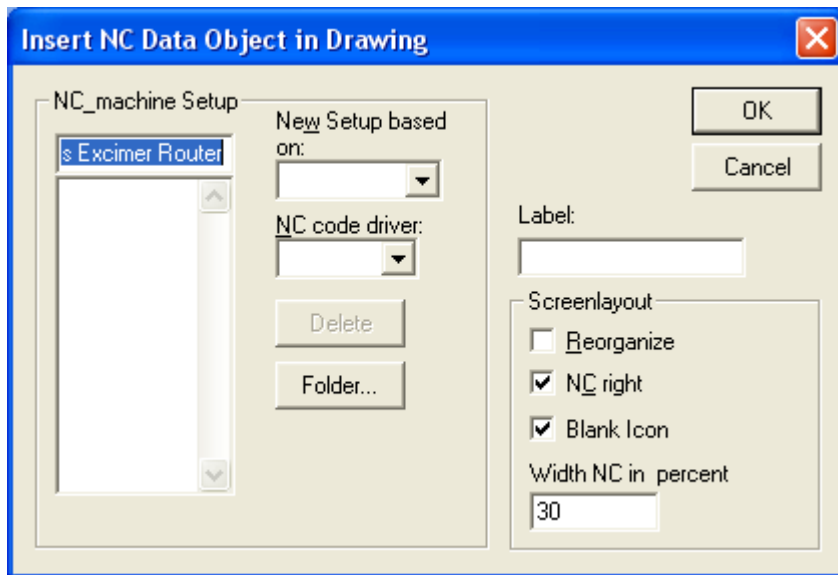 Insert NC Data Object in Drawing
NC_machine Setup
s Excimer Router
New Setup based
on:
NC code driver:
Delete
Folder...
OK
Cancel
Label:
Screenlayout
Reorganize
NC right
Blank Icon
Width NC in percent
30